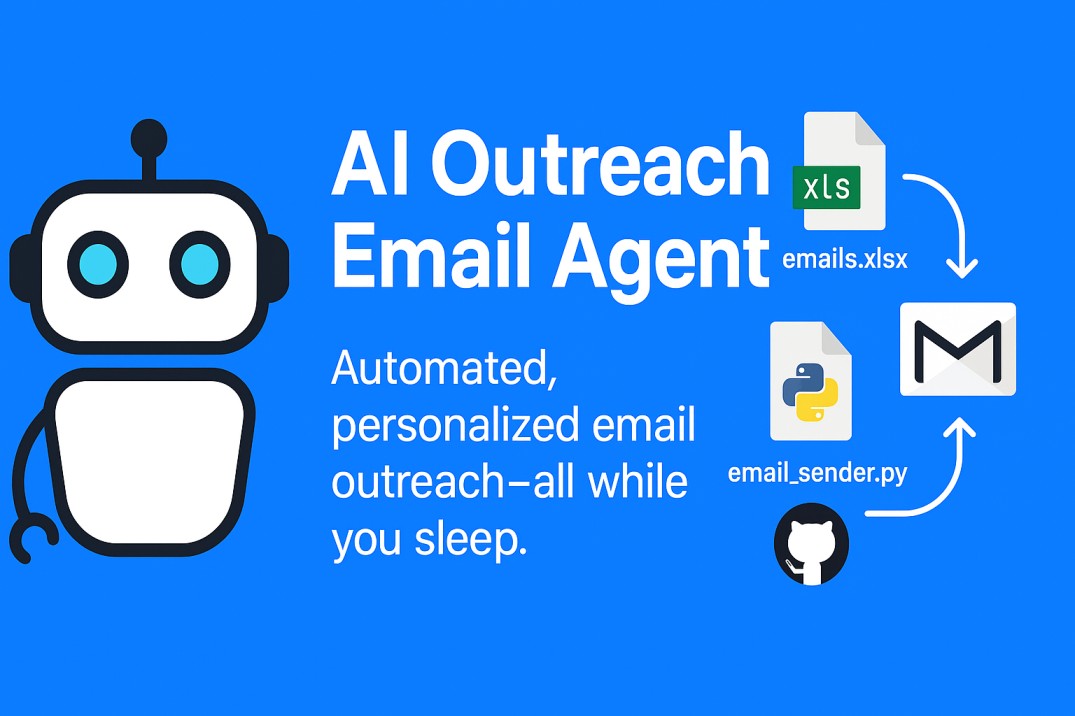 AI Outreach
Email Agent
Automated,
personalized email
outreach–all while
you sleep.
xls
emails.xlsx
email_sender.py